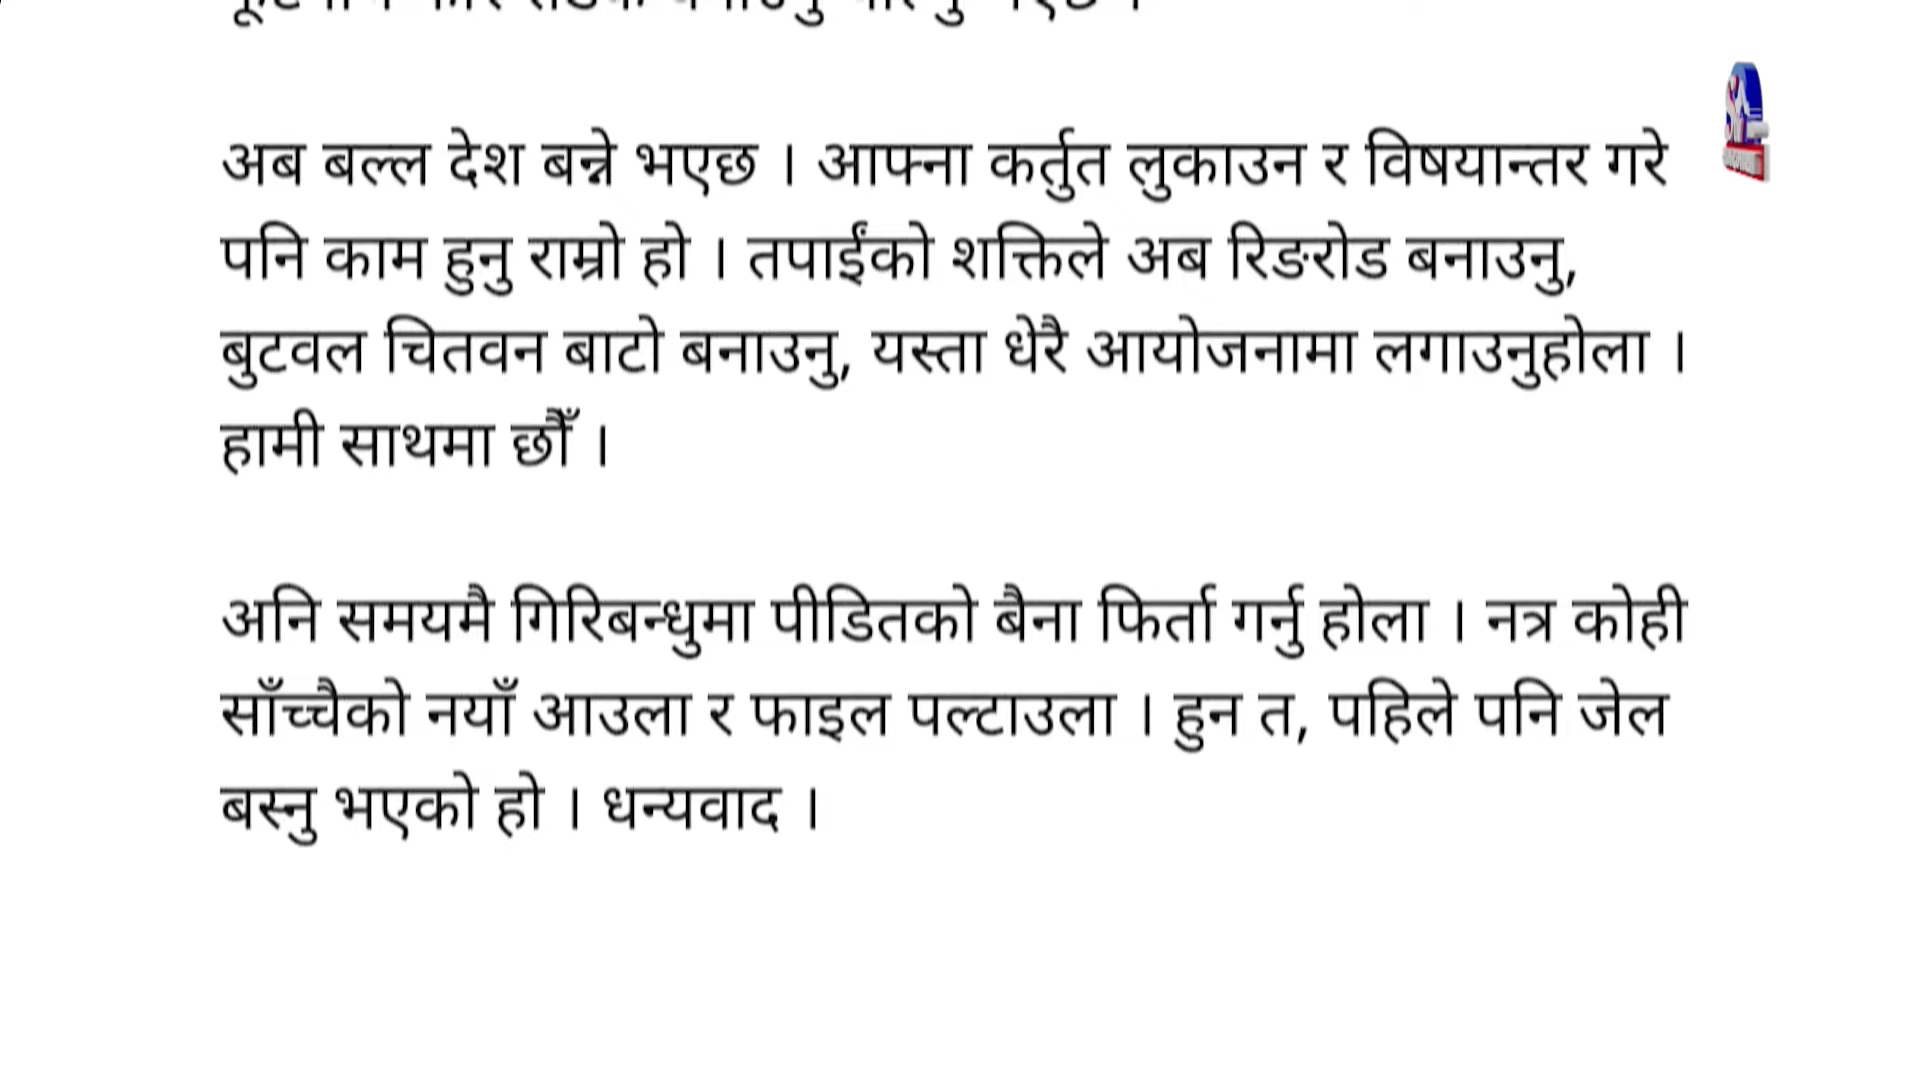 अब बल्ल देश बन्ने भएछ । आफ्ना कर्तुत लुकाउन र विषयान्तर गरे
पनि काम हुनु राम्रो हो । तपाईंको शक्तिले अब रिङरोड बनाउनु,
बुटवल चितवन बाटो बनाउनु, यस्ता धेरै आयोजनामा लगाउनुहोला ।
हामी साथमा छौँ ।
अनि समयमै गिरिबन्धुमा पीडितको बैना फिर्ता गर्नु होला । नत्र कोही
साँच्चैको नयाँ आउला र फाइल पल्टाउला । हुन त, पहिले पनि जेल
बस्नु भएको हो । धन्यवाद ।